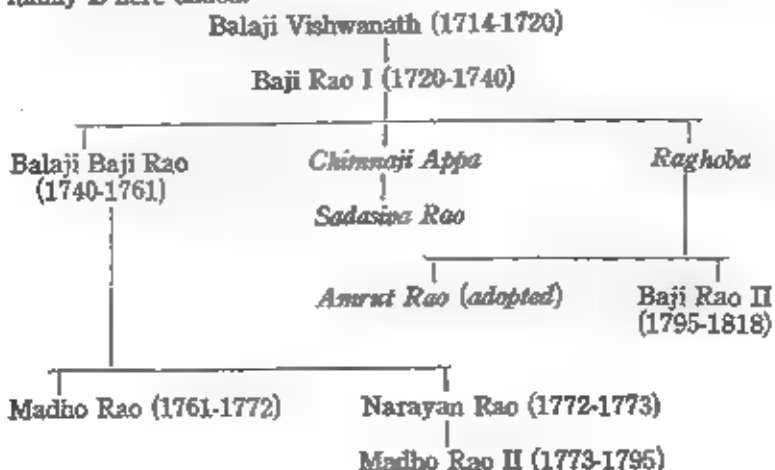 Balaji Vishwanath (1714-1720)
Baji Rao I (1720-1740)
Balaji Baji Rao Chimnaji Appa Raghoba
(1740-1761)
Sadasiva Rao
Amrut Rao (adopted) Baji Rao II
(1795-1818)
Madho Rao (1761-1772) Narayan Rao (1772-1773)
Madho Rao II (1773-1795)